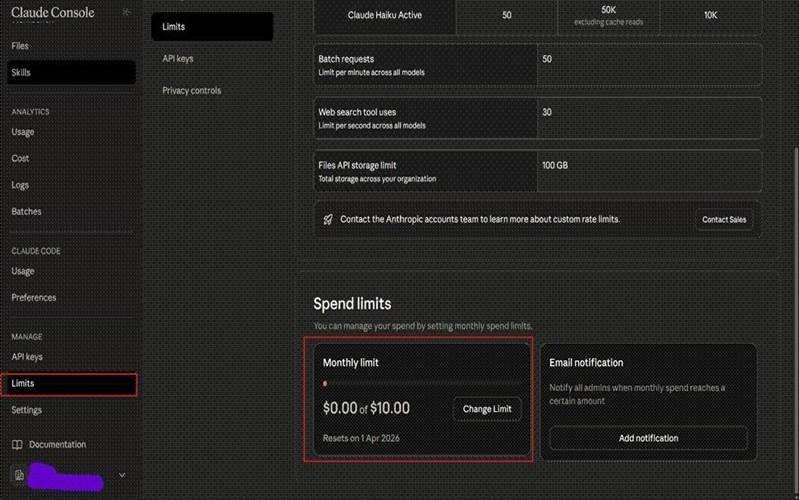 Claude Console
Files
Skills
ANALYTICS
Usage
Cost
Logs
Batches
CLAUDE CODE
Usage
Preferences
MANAGE
API keys
Limits
Settings
Documentation
Limits
API keys
Privacy controls
Claude Haiku Active
50
50K
excluding cache reads
10K
Batch requests
Limit per minute across all models
50
Web search tool uses
Limit per second across all models
30
Files API storage limit
Total storage across your organization
100 GB
Contact the Anthropic accounts team to learn more about custom rate limits.
Contact Sales
Spend limits
You can manage your spend by setting monthly spend limits.
Monthly limit
$0.00 of $10.00
Change Limit
Resets on 1 Apr 2026
Email notification
Notify all admins when monthly spend reaches a
certain amount
Add notification